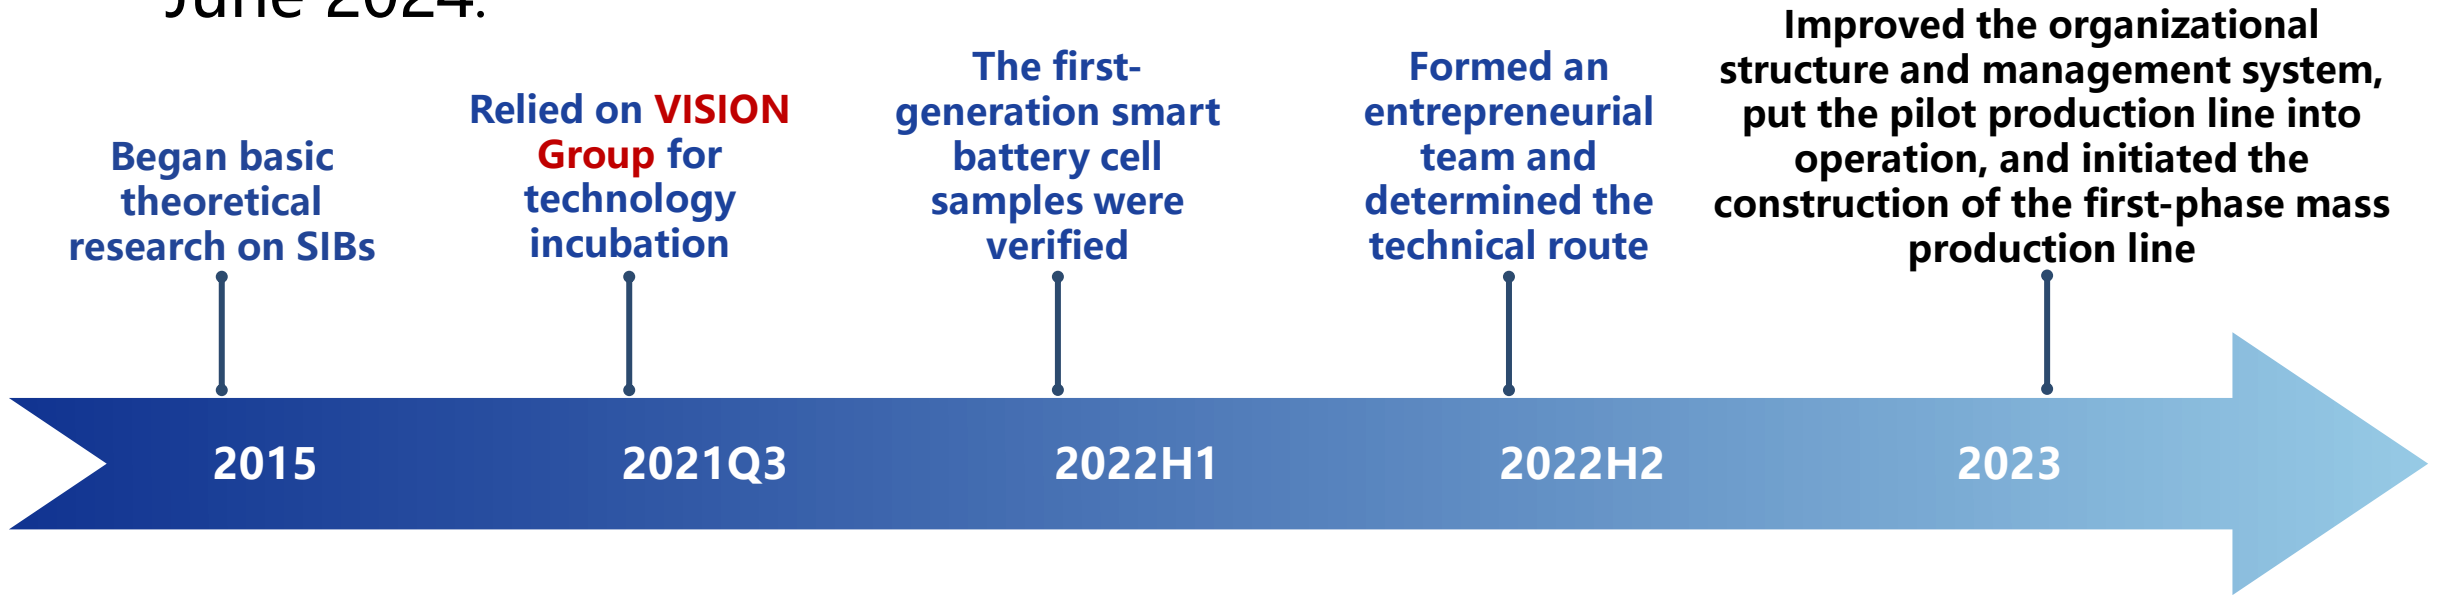 June 2024.
Began basic
theoretical
research on SIBs
Relied on VISION
Group for
technology
incubation
The first-
generation smart
battery cell
samples were
verified
Formed an
entrepreneurial
team and
determined the
technical route
Improved the organizational
structure and management system,
put the pilot production line into
operation, and initiated the
construction of the first-phase mass
production line
2015
2021Q3
2022H1
2022H2
2023